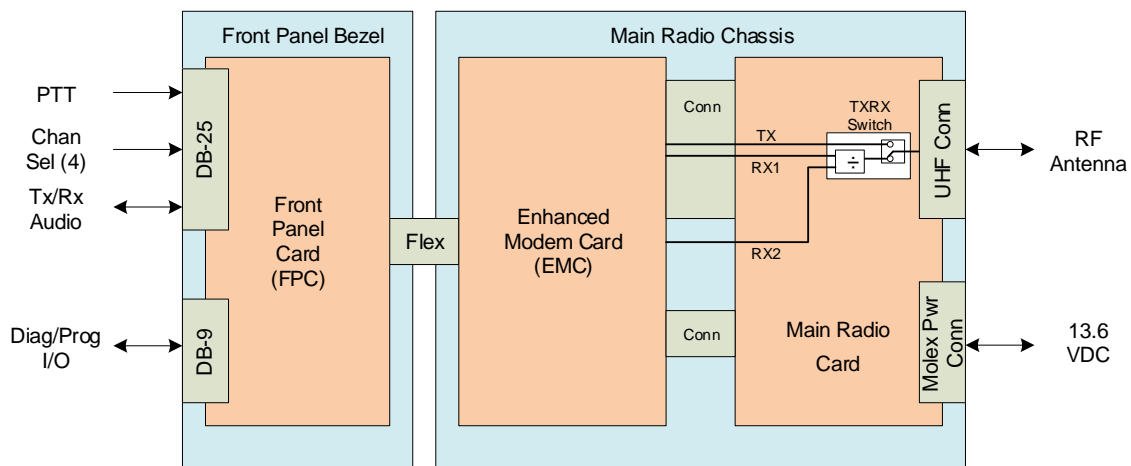 Front Panel Bezel
Main Radio Chassis
PTT
Chan
Sel (4)
Tx/Rx
Audio
DB-25
Front
Panel
Card
(FPC)
Diag/Prog
I/O
DB-9
Flex
Enhanced
Modem Card
(EMC)
Conn
TX
RX1
RX2
TXRX
Switch
÷
UHF Conn
RF
Antenna
Conn
Main Radio
Card
Molex Pwr
Conn
13.6
VDC